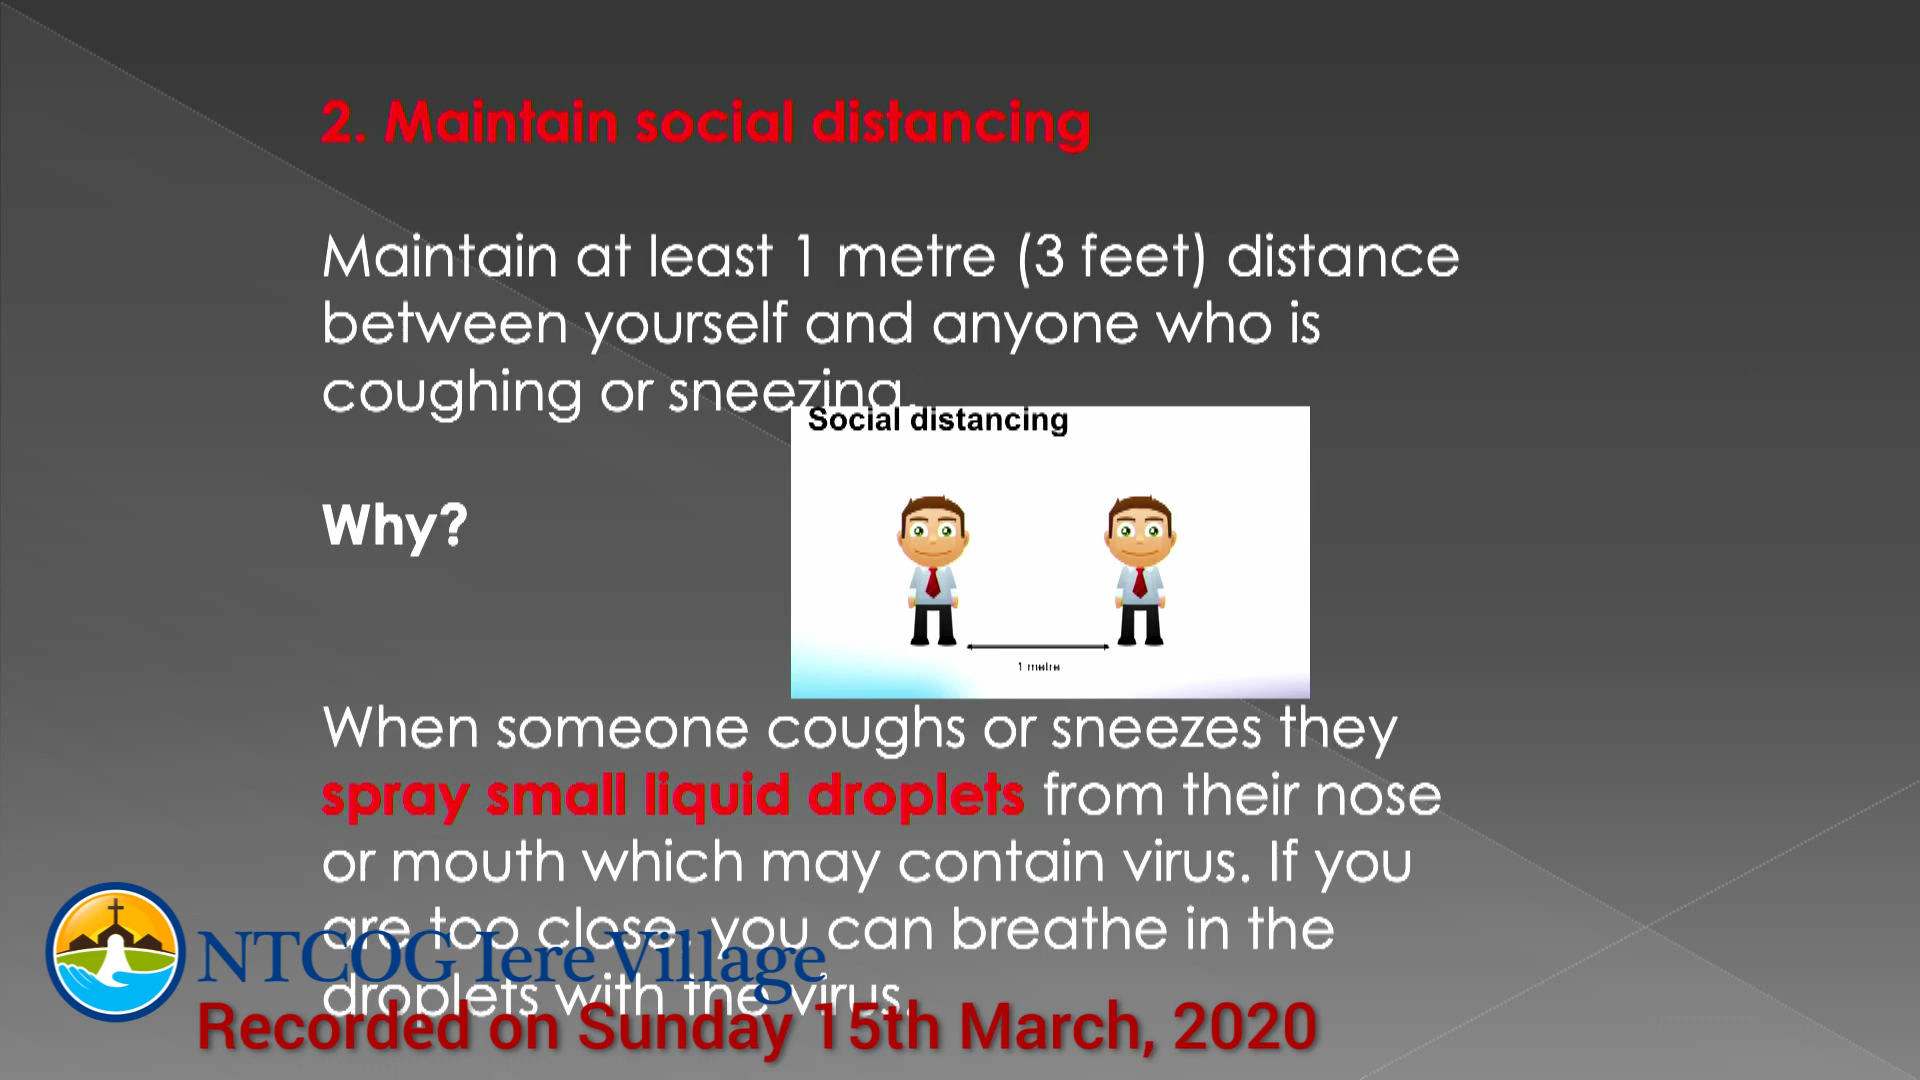 2. Maintain social distancing
Maintain at least 1 metre (3 feet) distance
between yourself and anyone who is
coughing or sneezing.
Social distancing
Why?
1 metre
When someone coughs or sneezes they
spray small liquid droplets from their nose
or mouth which may contain virus. If you
are too close, you can breathe in the
NTCOG Iere Village
droplets with the virus.
Recorded on Sunday 15th March, 2020